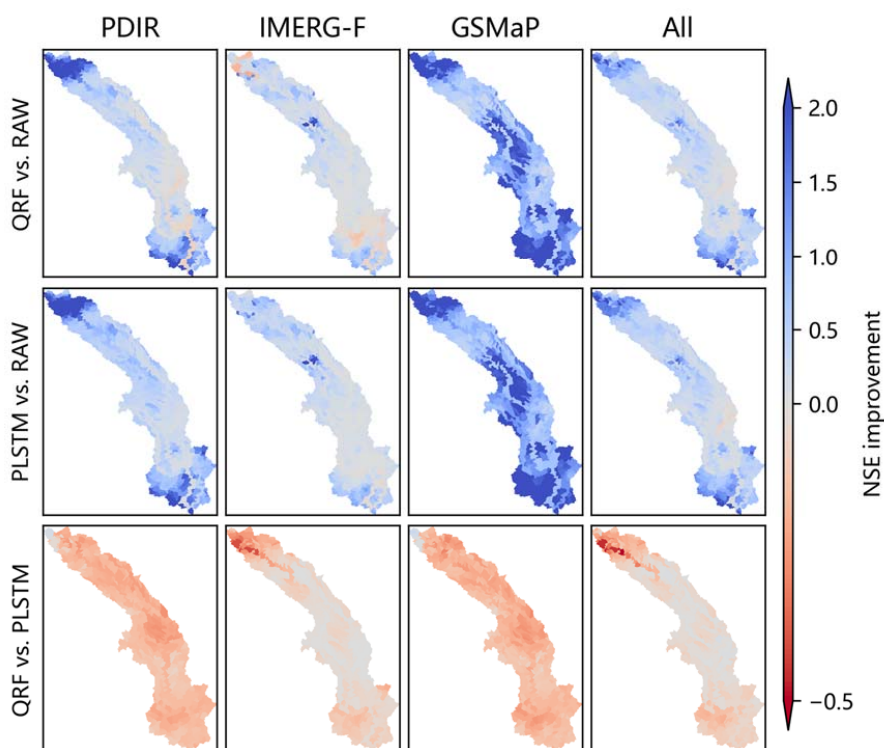 PDIR IMERG-F GSMaP All
QRF vs. RAW
PLSTM vs. RAW
QRF vs. PLSTM
2.0
1.5
1.0
0.5
0.0
−0.5
NSE improvement